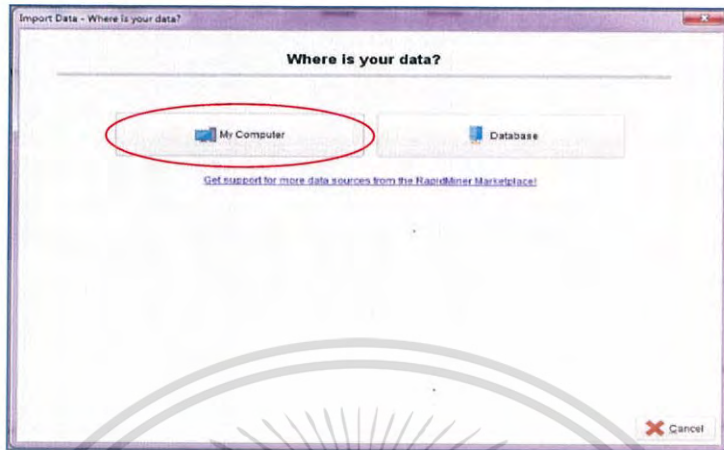 Import Data - Where is your data?
Where is your data?
My Computer
Database
Get support for more data sources from the RapidMiner Marketplace!
Cancel